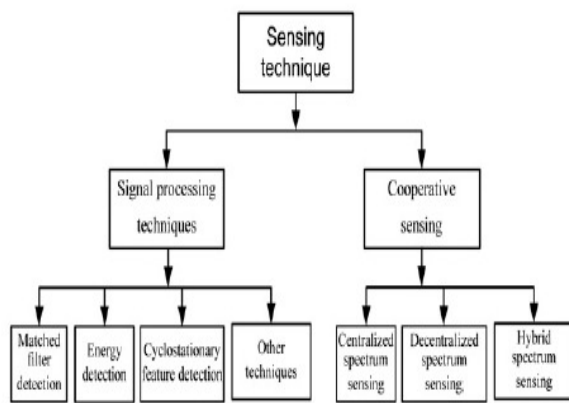 Sensing
technique
Signal processing
techniques
Cooperative
sensing
Matched
filter
detection
Energy
detection
Cyclostationary
feature detection
Other
techniques
Centralized
spectrum
sensing
Decentralized
spectrum
sensing
Hybrid
spectrum
sensing